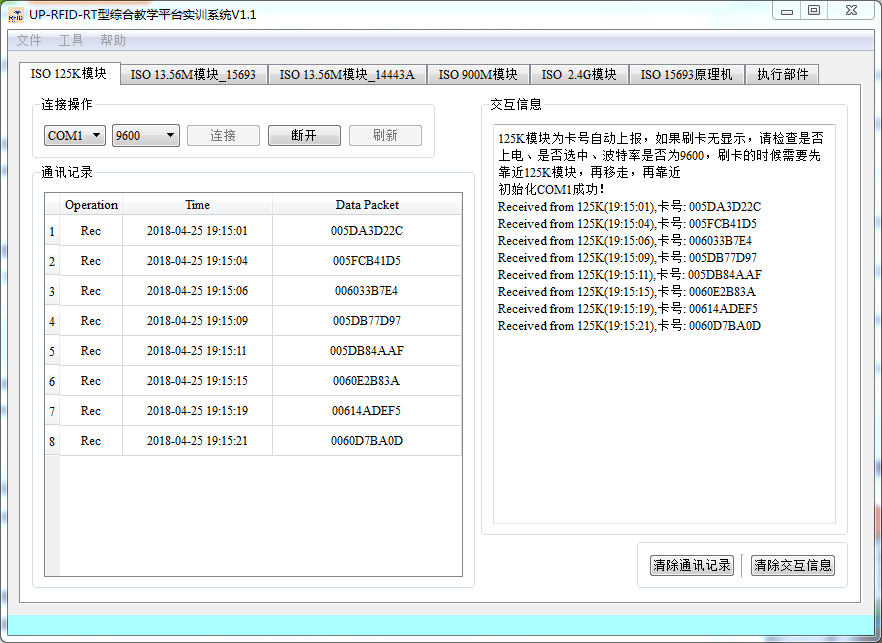 UP-RFID-RT型综合教学平台实训系统V1.1
文件 工具 帮助
ISO 125K模块 ISO 13.56M模块_15693 ISO 13.56M模块_14443A ISO 900M模块 ISO 2.4G模块 ISO 15693原理机 执行部件
连接操作
COM1 9600 连接 断开 刷新
通讯记录
Operation Time Data Packet
1 Rec 2018-04-25 19:15:01 005DA3D22C
2 Rec 2018-04-25 19:15:04 005FCB41D5
3 Rec 2018-04-25 19:15:06 006033B7E4
4 Rec 2018-04-25 19:15:09 005DB77D97
5 Rec 2018-04-25 19:15:11 005DB84AAF
6 Rec 2018-04-25 19:15:15 0060E2B83A
7 Rec 2018-04-25 19:15:19 00614ADEF5
8 Rec 2018-04-25 19:15:21 0060D7BA0D
交互信息
125K模块为卡号自动上报，如果刷卡无显示，请检查是否
上电、是否选中、波特率是否为9600，刷卡的时候需要先
靠近125K模块，再移走，再靠近
初始化COM1成功！
Received from 125K(19:15:01),卡号: 005DA3D22C
Received from 125K(19:15:04),卡号: 005FCB41D5
Received from 125K(19:15:06),卡号: 006033B7E4
Received from 125K(19:15:09),卡号: 005DB77D97
Received from 125K(19:15:11),卡号: 005DB84AAF
Received from 125K(19:15:15),卡号: 0060E2B83A
Received from 125K(19:15:19),卡号: 00614ADEF5
Received from 125K(19:15:21),卡号: 0060D7BA0D
清除通讯记录 清除交互信息